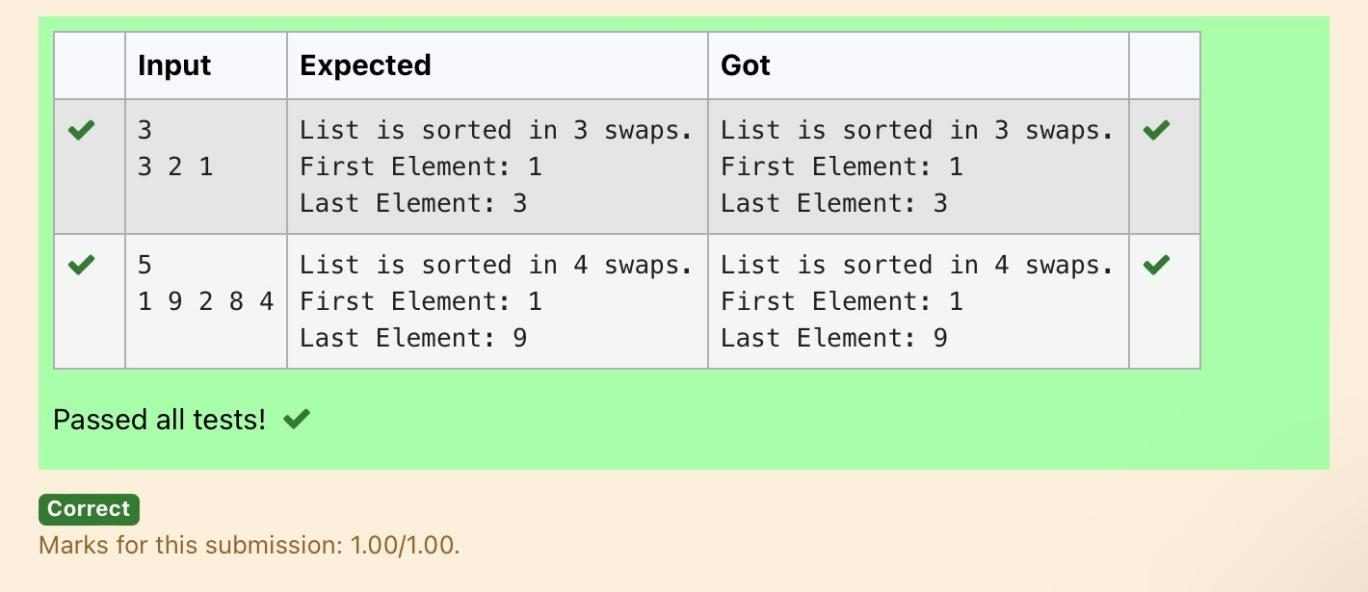 Input Expected Got
3 List is sorted in 3 swaps. List is sorted in 3 swaps.
3 2 1 First Element: 1 First Element: 1
Last Element: 3 Last Element: 3
5 List is sorted in 4 swaps. List is sorted in 4 swaps.
1 9 2 8 4 First Element: 1 First Element: 1
Last Element: 9 Last Element: 9
Passed all tests!
Correct
Marks for this submission: 1.00/1.00.